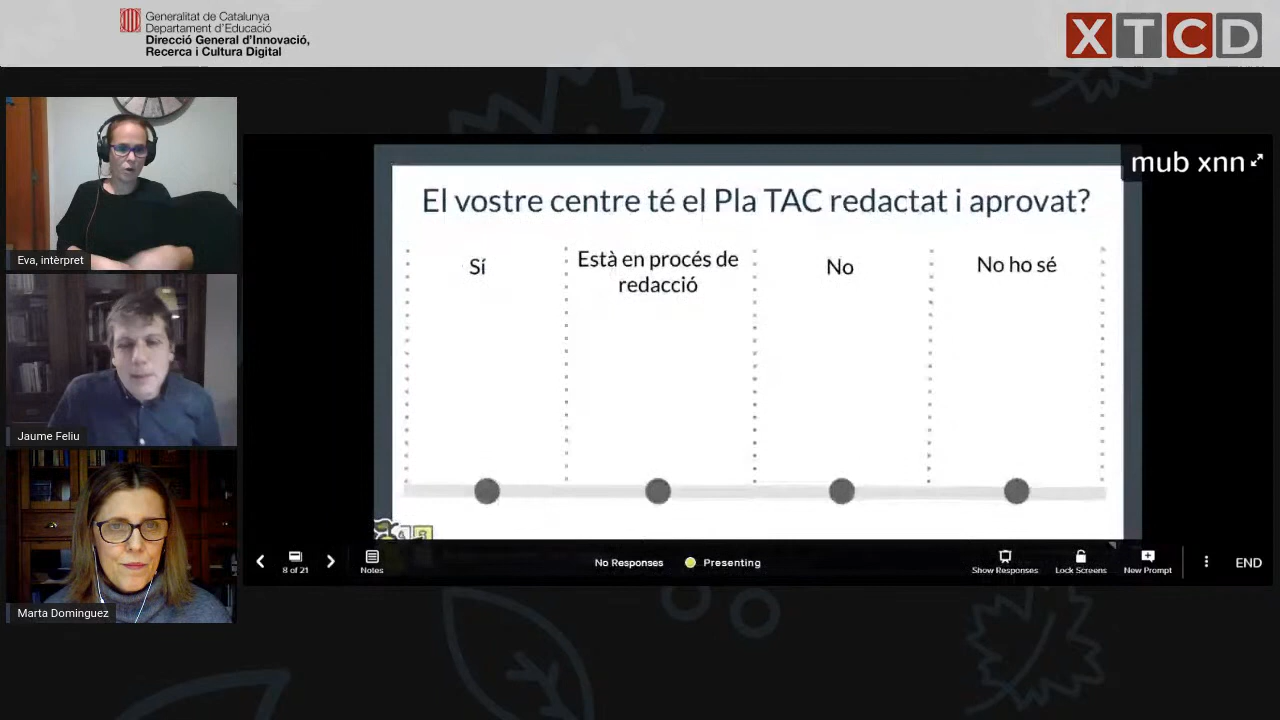 Generalitat de Catalunya
Departament d'Educació
Direcció General d'Innovació,
Recerca i Cultura Digital
XTCD
Eva, intèrpret
Jaume Feliu
Marta Dominguez
mub xnn
El vostre centre té el Pla TAC redactat i aprovat?
Sí
Està en procés de
redacció
No
No ho sé
8 of 21
Notes
No Responses
Presenting
Show Responses
Lock Screens
New Prompt
END